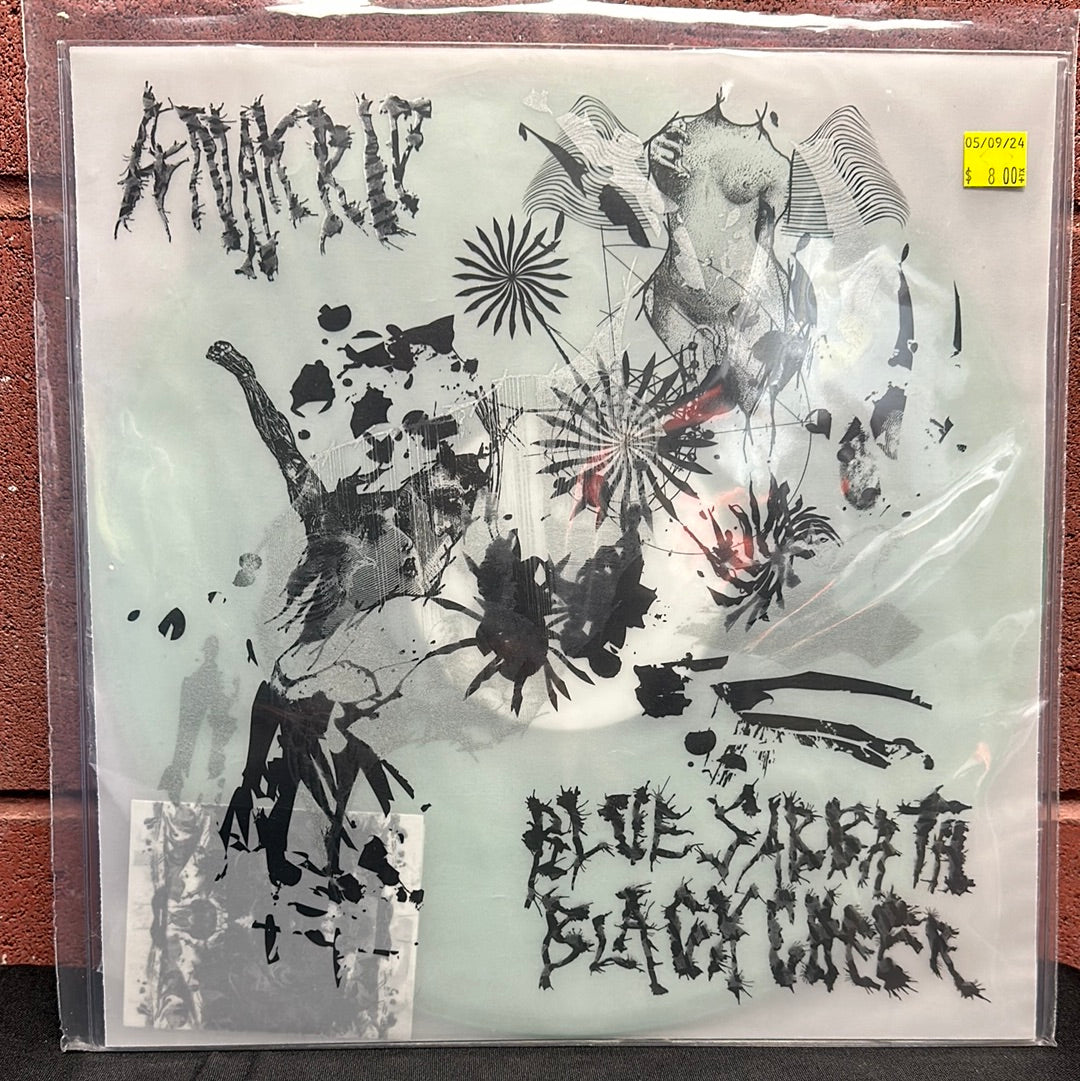 ANAKRID
05/09/24
$ 8.00
BLUE SABBATH
BLACK CHEER